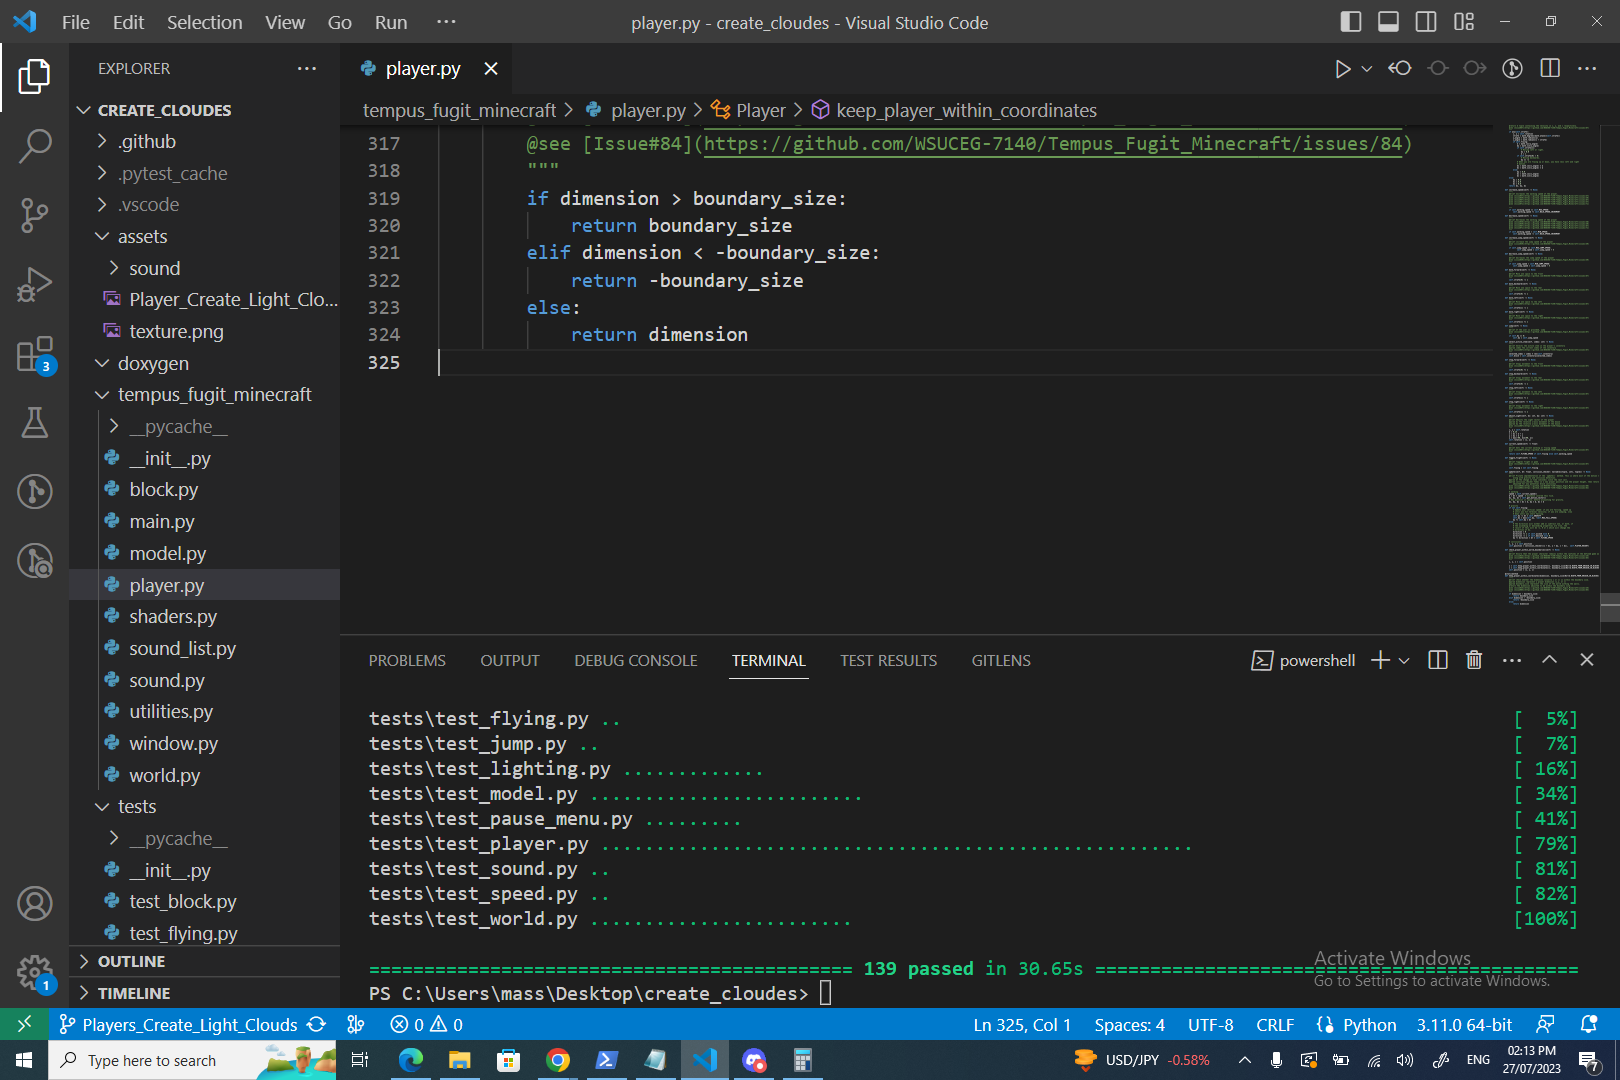 File Edit Selection View Go Run ···
player.py - create_cloudes - Visual Studio Code
EXPLORER ···
player.py
CREATE_CLOUDES
.github
.pytest_cache
.vscode
assets
sound
Player_Create_Light_Clo...
texture.png
doxygen
tempus_fugit_minecraft
__pycache__
__init__.py
block.py
main.py
model.py
player.py
shaders.py
sound_list.py
sound.py
utilities.py
window.py
world.py
tests
__pycache__
__init__.py
test_block.py
test_flying.py
OUTLINE
TIMELINE
3
1
tempus_fugit_minecraft > player.py > Player > keep_player_within_coordinates
317 @see [Issue#84](https://github.com/WSUCEG-7140/Tempus_Fugit_Minecraft/issues/84)
318 """
319 if dimension > boundary_size:
320 return boundary_size
321 elif dimension < -boundary_size:
322 return -boundary_size
323 else:
324 return dimension
325
PROBLEMS OUTPUT DEBUG CONSOLE TERMINAL TEST RESULTS GITLENS
powershell
tests\test_flying.py .. [  5%]
tests\test_jump.py .. [  7%]
tests\test_lighting.py ............. [ 16%]
tests\test_model.py ......................... [ 34%]
tests\test_pause_menu.py ......... [ 41%]
tests\test_player.py ...................................................... [ 79%]
tests\test_sound.py .. [ 81%]
tests\test_speed.py .. [ 82%]
tests\test_world.py ........................ [100%]
============================================ 139 passed in 30.65s ============================================
PS C:\Users\mass\Desktop\create_cloudes>
Activate Windows
Go to Settings to activate Windows.
Players_Create_Light_Clouds 0 0 Ln 325, Col 1 Spaces: 4 UTF-8 CRLF Python 3.11.0 64-bit
Type here to search
USD/JPY -0.58%
ENG
02:13 PM
27/07/2023
7